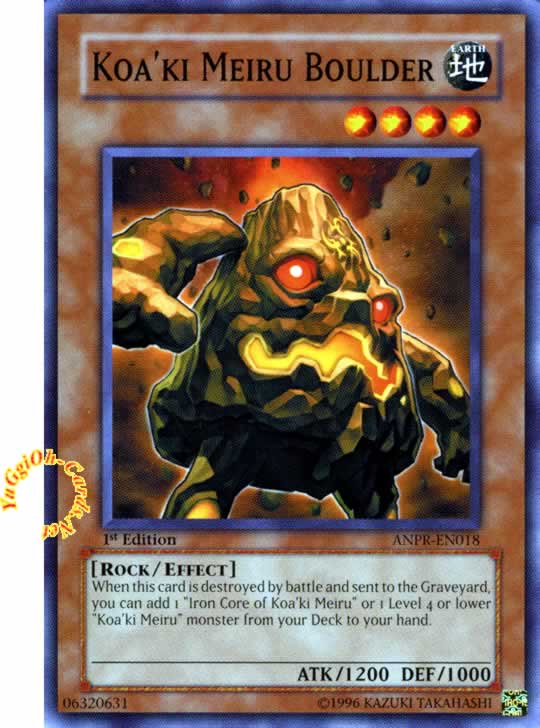 KOA'KI MEIRU BOULDER
EARTH
地
1st Edition
ANPR-EN018
[ROCK/EFFECT]
When this card is destroyed by battle and sent to the Graveyard,
you can add 1 "Iron Core of Koa'ki Meiru" or 1 Level 4 or lower
"Koa'ki Meiru" monster from your Deck to your hand.
ATK/1200 DEF/1000
06320631
©1996 KAZUKI TAKAHASHI
YuGgiOh-Cards.Net